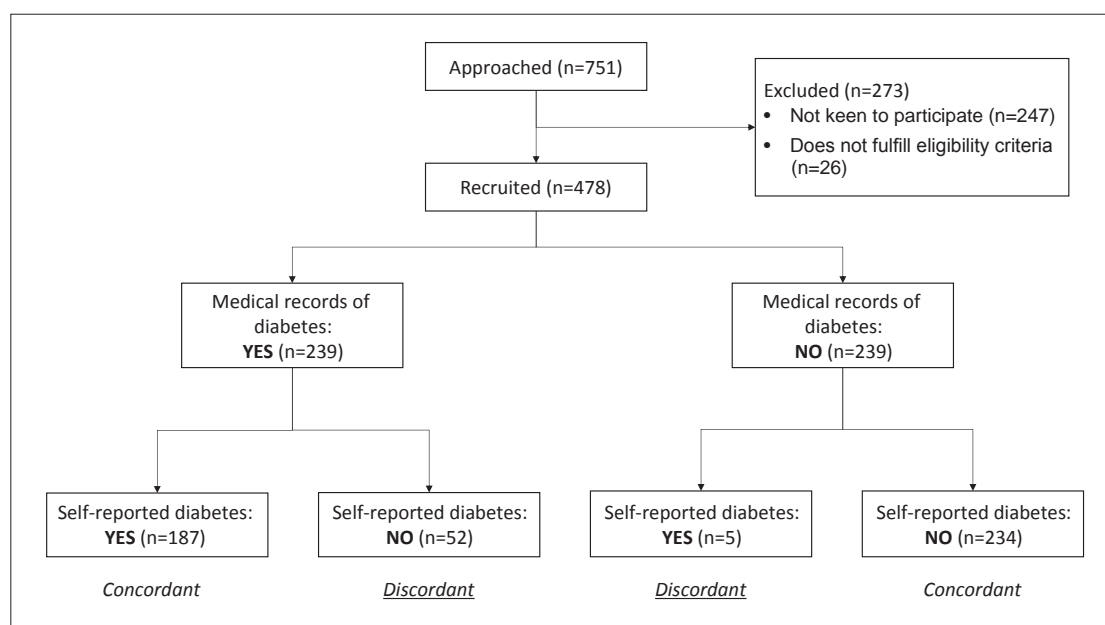 Approached (n=751)
Excluded (n=273)
• Not keen to participate (n=247)
• Does not fulfill eligibility criteria
(n=26)
Recruited (n=478)
Medical records of
diabetes:
YES (n=239)
Medical records of
diabetes:
NO (n=239)
Self-reported diabetes:
YES (n=187)
Self-reported diabetes:
NO (n=52)
Self-reported diabetes:
YES (n=5)
Self-reported diabetes:
NO (n=234)
Concordant
Discordant
Discordant
Concordant